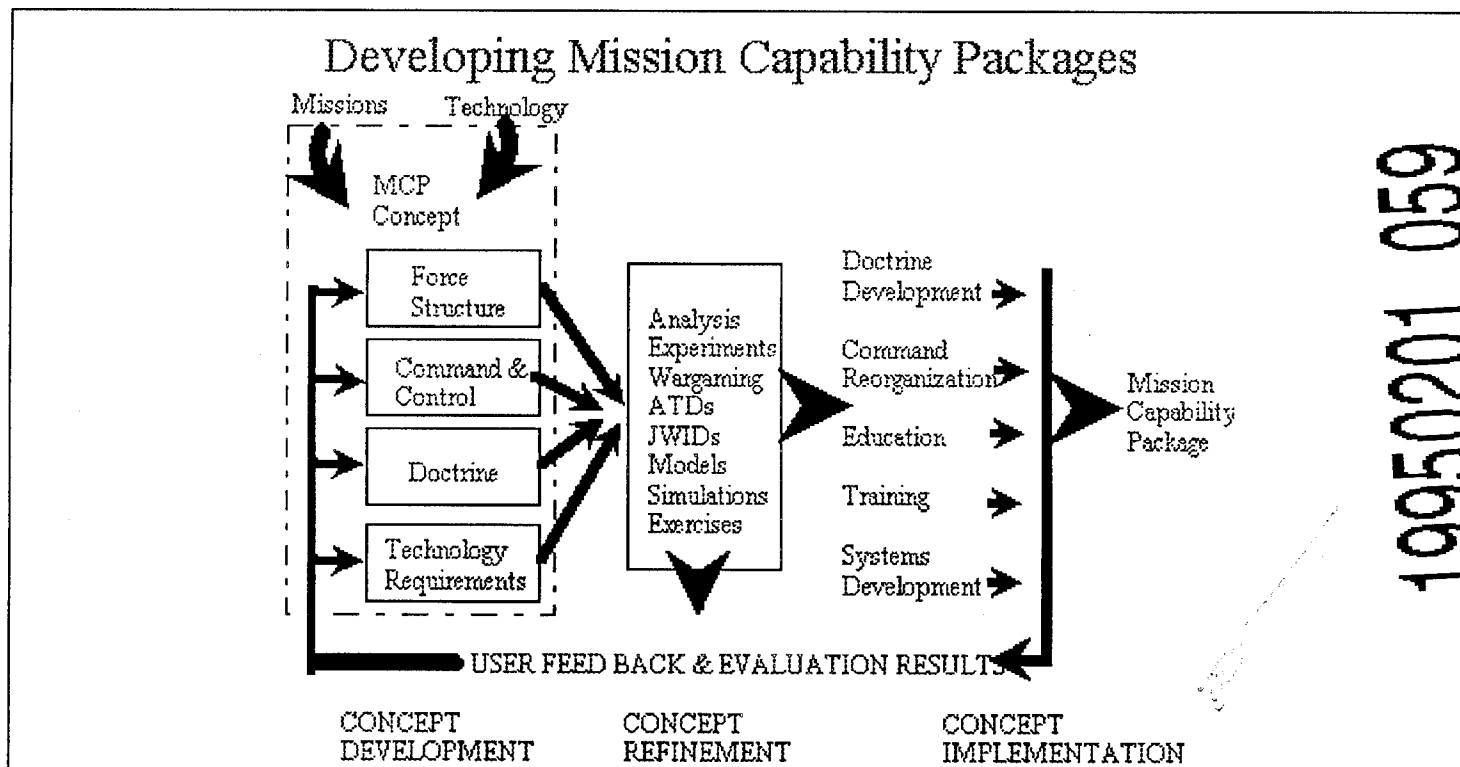 Developing Mission Capability Packages
Missions
Technology
MCP
Concept
Force
Structure
Command &
Control
Doctrine
Technology
Requirements
Analysis
Experiments
Wargaming
ATDs
JWIDs
Models
Simulations
Exercises
Doctrine
Development
Command
Reorganization
Education
Training
Systems
Development
Mission
Capability
Package
USER FEED BACK & EVALUATION RESULTS
CONCEPT
DEVELOPMENT
CONCEPT
REFINEMENT
CONCEPT
IMPLEMENTATION
19950201 059